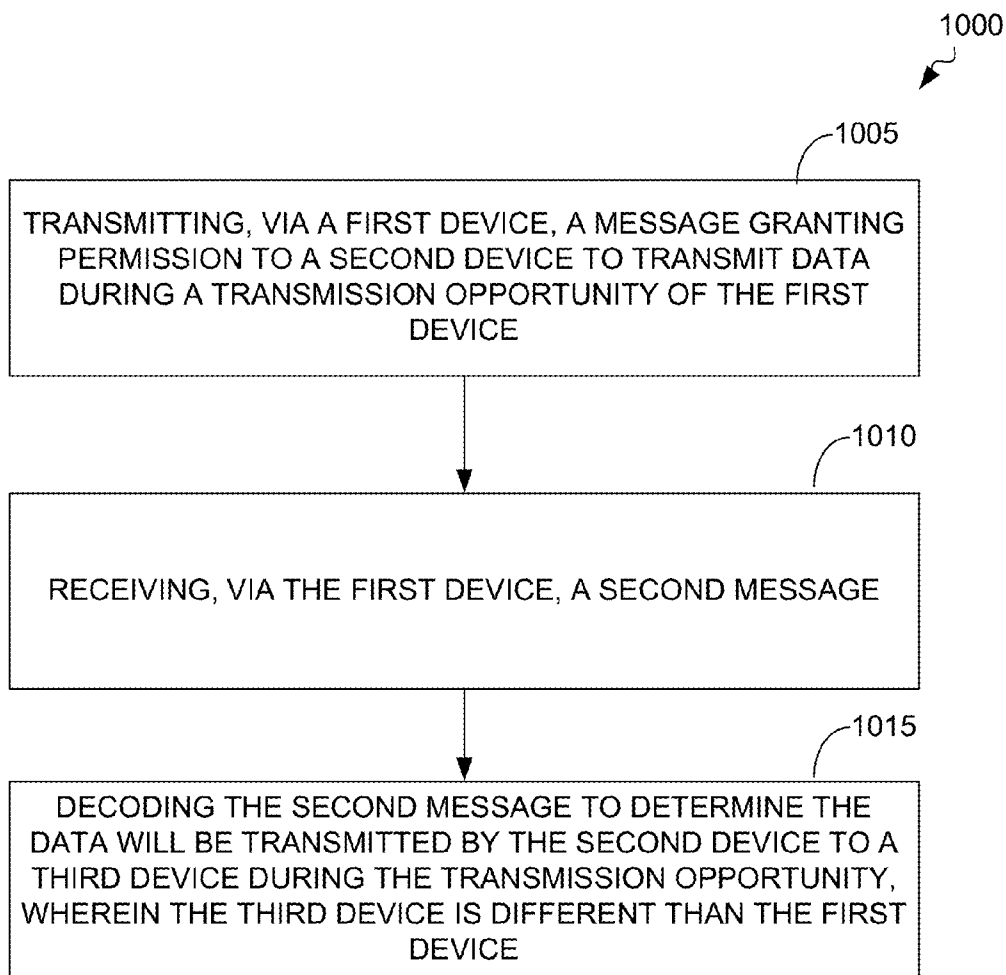 1000
1005
TRANSMITTING, VIA A FIRST DEVICE, A MESSAGE GRANTING
PERMISSION TO A SECOND DEVICE TO TRANSMIT DATA
DURING A TRANSMISSION OPPORTUNITY OF THE FIRST
DEVICE
1010
RECEIVING, VIA THE FIRST DEVICE, A SECOND MESSAGE
1015
DECODING THE SECOND MESSAGE TO DETERMINE THE
DATA WILL BE TRANSMITTED BY THE SECOND DEVICE TO A
THIRD DEVICE DURING THE TRANSMISSION OPPORTUNITY,
WHEREIN THE THIRD DEVICE IS DIFFERENT THAN THE FIRST
DEVICE